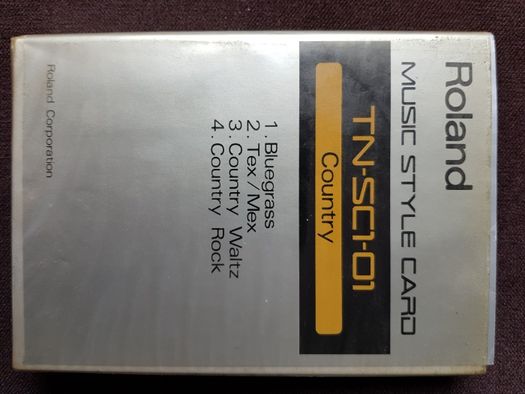 Roland
MUSIC STYLE CARD
TN-SC1-01
Country
1. Bluegrass
2. Tex/Mex
3. Country Waltz
4. Country Rock
Roland Corporation